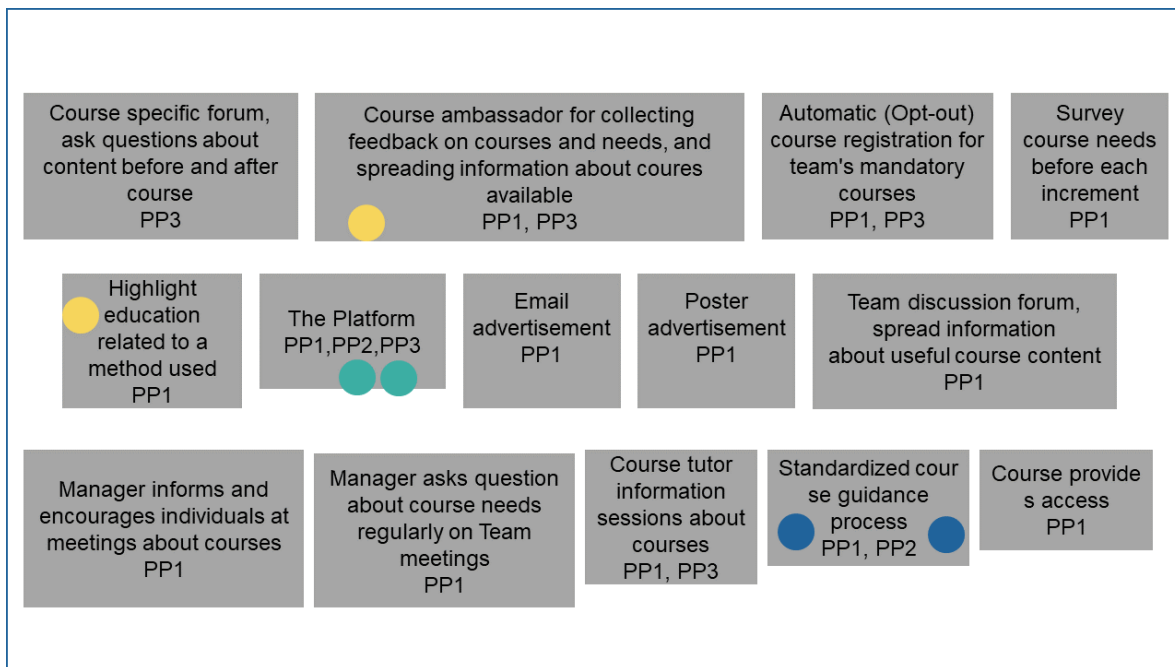 Course specific forum,
ask questions about
content before and after
course
PP3
Course ambassador for collecting
feedback on courses and needs, and
spreading information about coures
available
PP1, PP3
Automatic (Opt-out)
course registration for
team's mandatory
courses
PP1, PP3
Survey
course needs
before each
increment
PP1
Highlight
education
related to a
method used
PP1
The Platform
PP1,PP2,PP3
Email
advertisement
PP1
Poster
advertisement
PP1
Team discussion forum,
spread information
about useful course content
PP1
Manager informs and
encourages individuals at
meetings about courses
PP1
Manager asks question
about course needs
regularly on Team
meetings
PP1
Course tutor
information
sessions about
courses
PP1, PP3
Standardized cour
se guidance
process
PP1, PP2
Course provide
s access
PP1